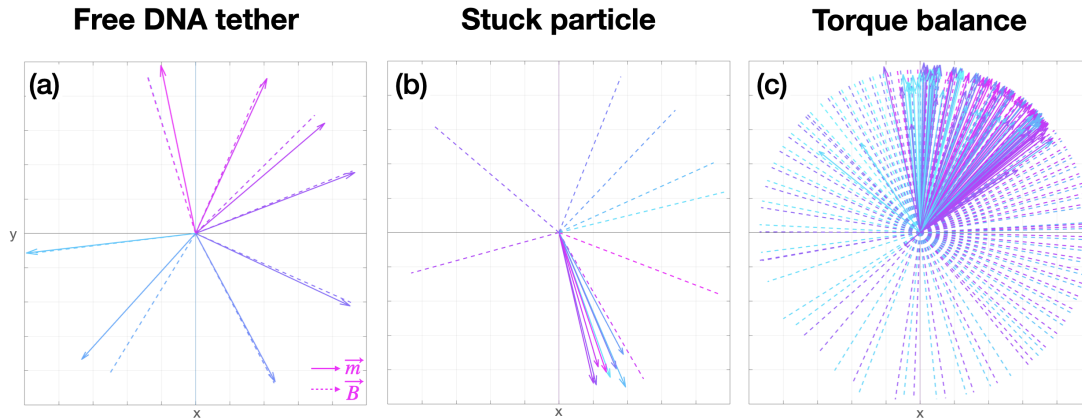 Free DNA tether
Stuck particle
Torque balance
(a)
(b)
(c)
y
m
B
x
x
x